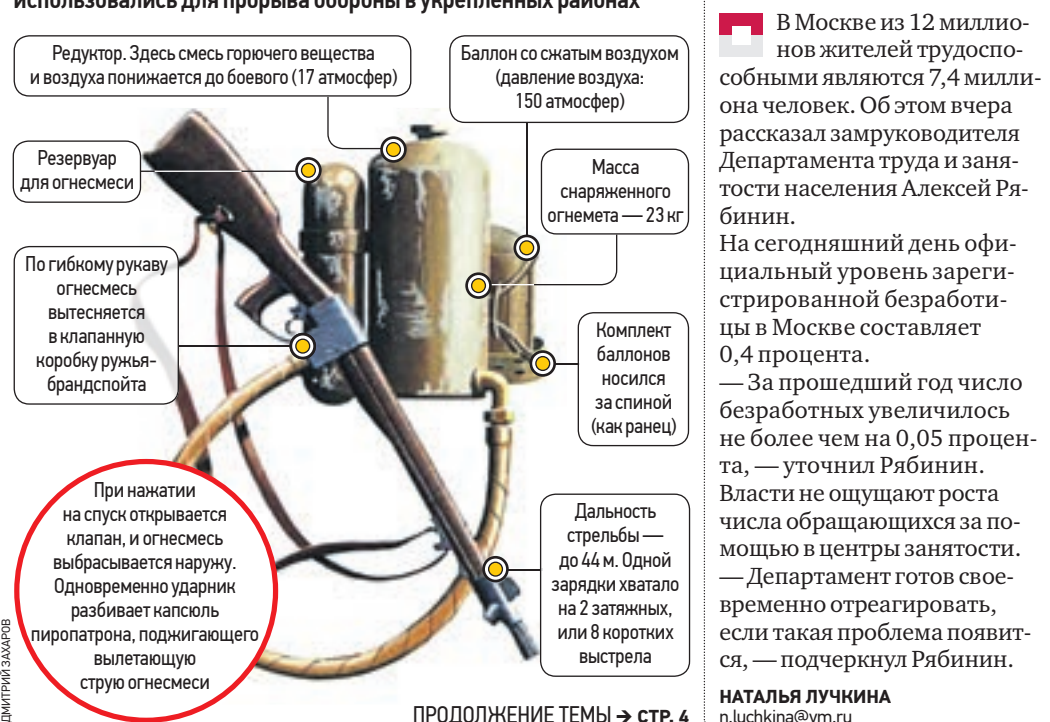 использовались для прорыва обороны в укрепленных районах
Редуктор. Здесь смесь горючего вещества
и воздуха понижается до боевого (17 атмосфер)
Баллон со сжатым воздухом
(давление воздуха:
150 атмосфер)
Резервуар
для огнесмеси
Масса
снаряженного
огнемета — 23 кг
По гибкому рукаву
огнесмесь
вытесняется
в клапанную
коробку ружья-
брандспойта
Комплект
баллонов
носился
за спиной
(как ранец)
При нажатии
на спуск открывается
клапан, и огнесмесь
выбрасывается наружу.
Одновременно ударник
разбивает капсюль
пиропатрона, поджигающего
вылетающую
струю огнесмеси
Дальность
стрельбы —
до 44 м. Одной
зарядки хватало
на 2 затяжных,
или 8 коротких
выстрела
ДМИТРИЙ ЗАХАРОВ
ПРОДОЛЖЕНИЕ ТЕМЫ → СТР. 4
В Москве из 12 миллио-
нов жителей трудоспо-
собными являются 7,4 милли-
она человек. Об этом вчера
рассказал замруководителя
Департамента труда и заня-
тости населения Алексей Ря-
бинин.
На сегодняшний день офи-
циальный уровень зареги-
стрированной безработи-
цы в Москве составляет
0,4 процента.
— За прошедший год число
безработных увеличилось
не более чем на 0,05 процен-
та, — уточнил Рябинин.
Власти не ощущают роста
числа обращающихся за по-
мощью в центры занятости.
— Департамент готов свое-
временно отреагировать,
если такая проблема появит-
ся, — подчеркнул Рябинин.
НАТАЛЬЯ ЛУЧКИНА
n.luchkina@vm.ru